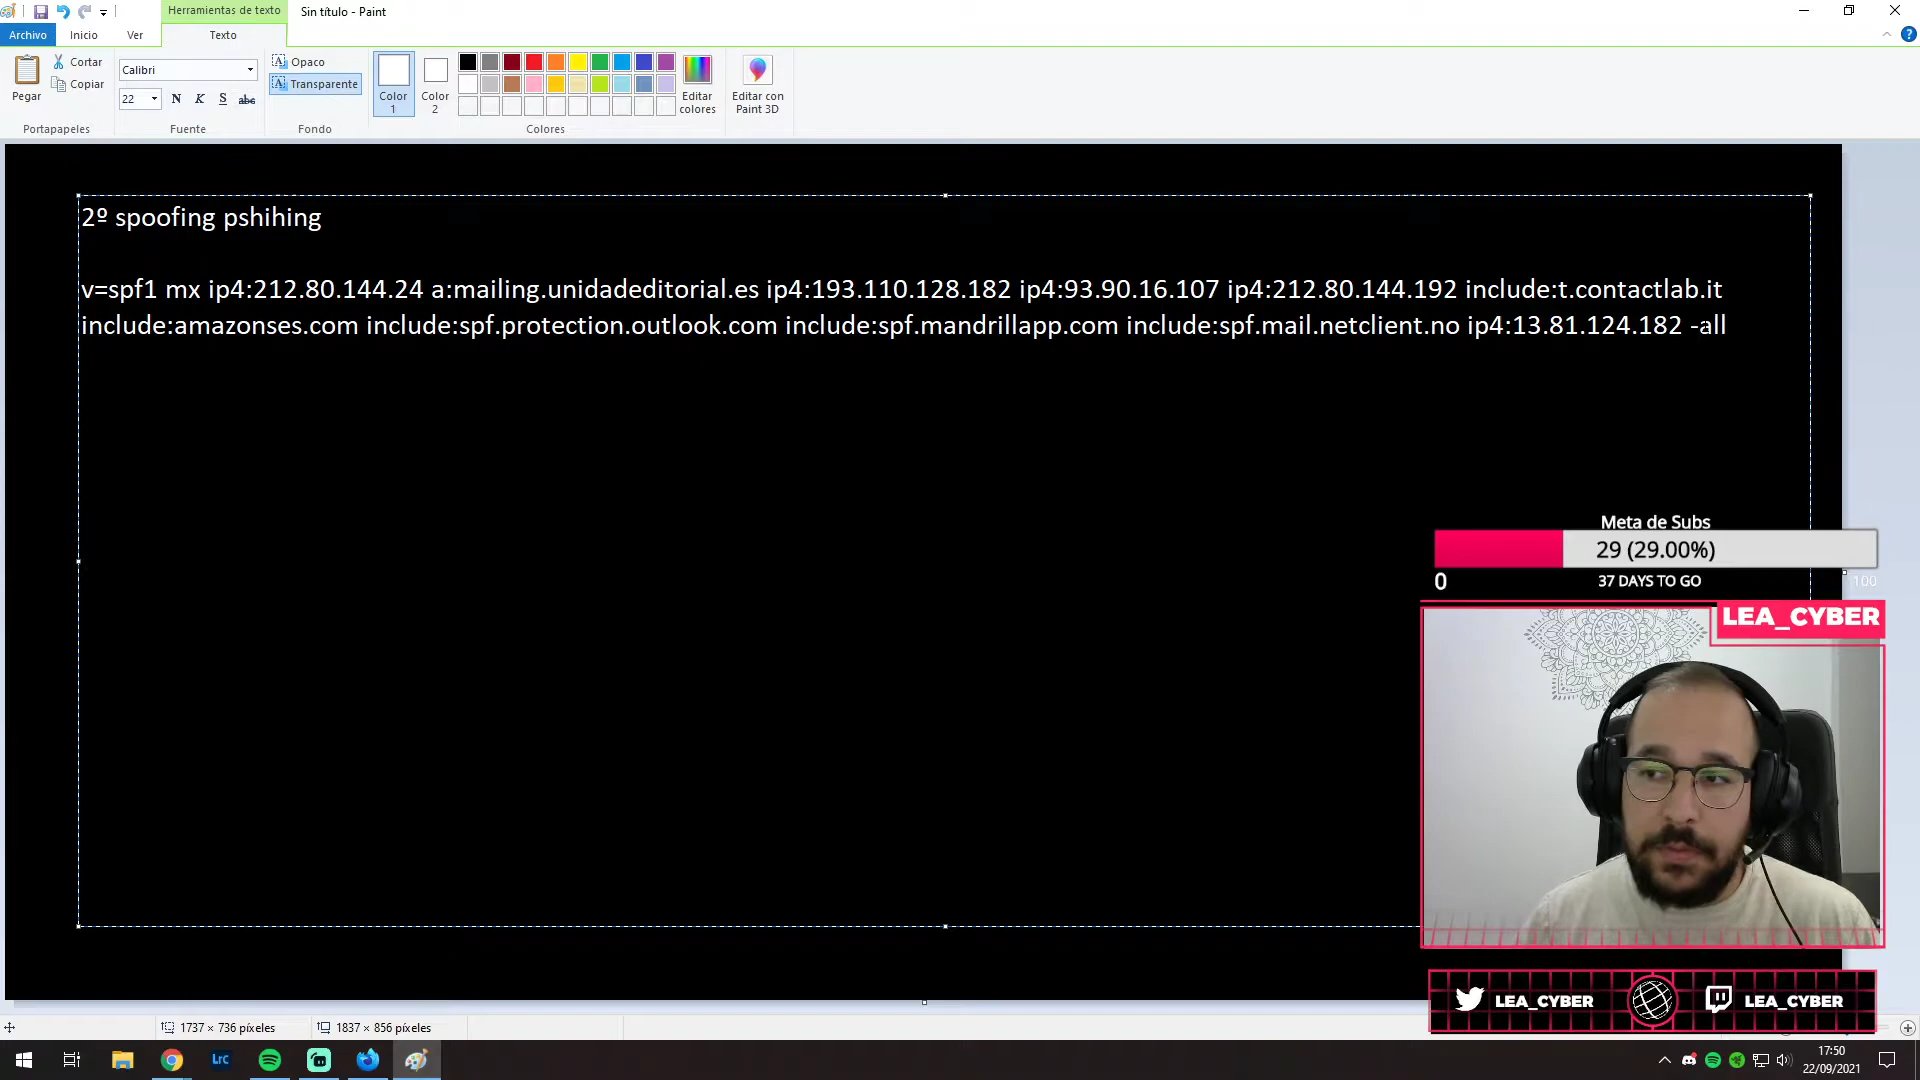 Herramientas de texto
Sin título - Paint
Archivo
Inicio
Ver
Texto
Pegar
Cortar
Copiar
Portapapeles
Calibri
22
N K S abc
Fuente
Opaco
Transparente
Fondo
Color 1
Color 2
Editar colores
Colores
Editar con Paint 3D
2º spoofing pshihing
v=spf1 mx ip4:212.80.144.24 a:mailing.unidadeditorial.es ip4:193.110.128.182 ip4:93.90.16.107 ip4:212.80.144.192 include:t.contactlab.it
include:amazonses.com include:spf.protection.outlook.com include:spf.mandrillapp.com include:spf.mail.netclient.no ip4:13.81.124.182 -all
Meta de Subs
29 (29.00%)
0
37 DAYS TO GO
100
LEA_CYBER
LEA_CYBER
LEA_CYBER
1737 × 736 píxeles
1837 × 856 píxeles
Lrc
17:50
22/09/2021